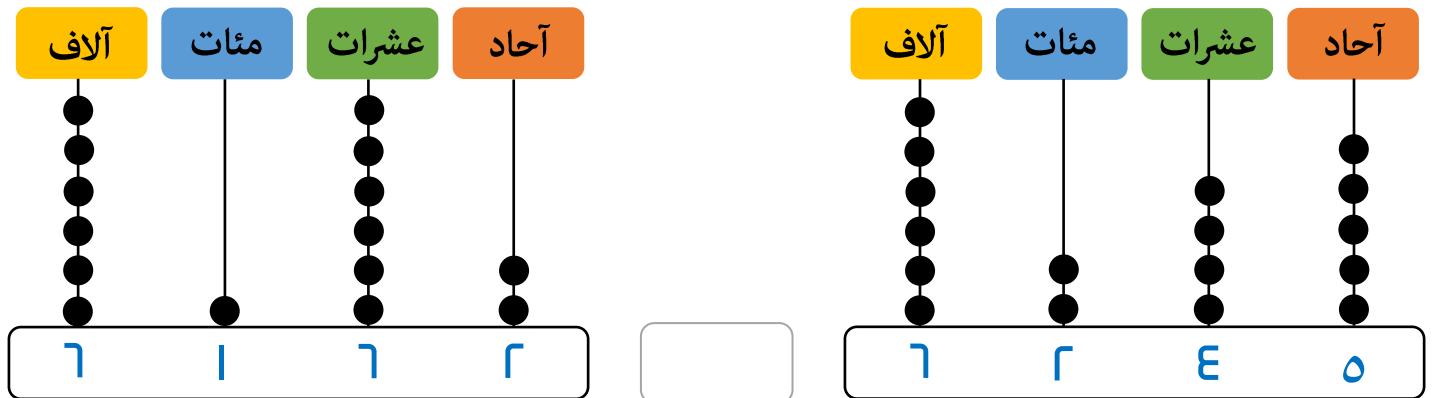 آحاد عشرات مئات آلاف
آحاد عشرات مئات آلاف
٦ ٢ ٤ ٥
٦ ١ ٦ ٢